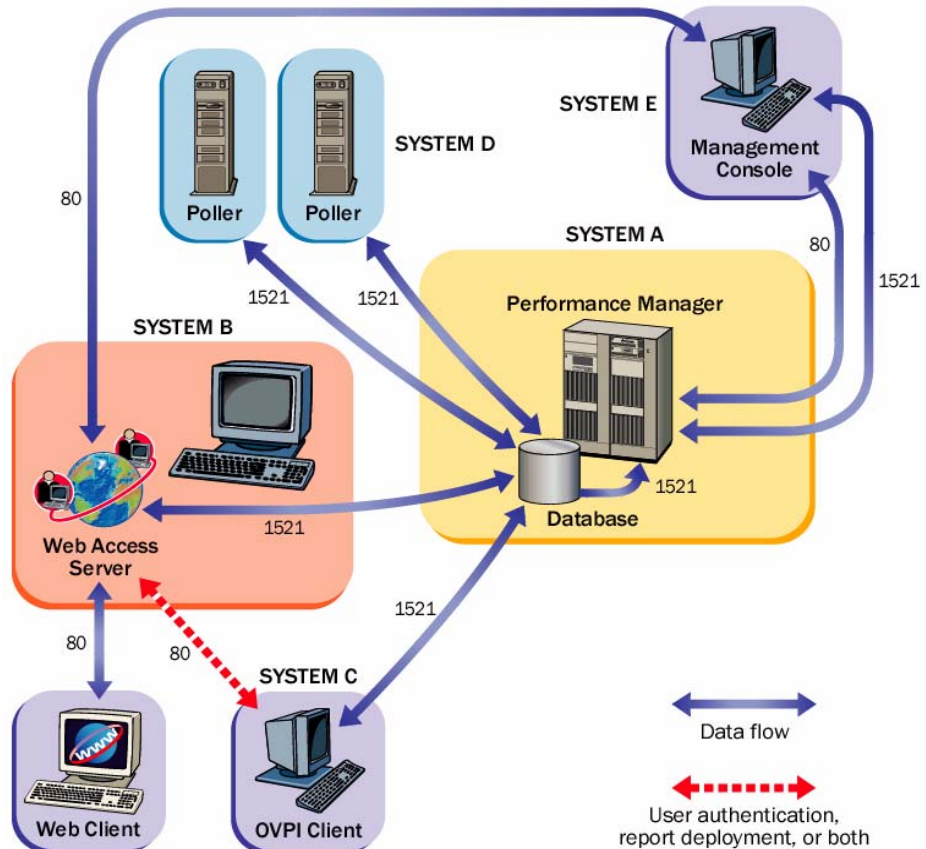 SYSTEM E
Management
Console
SYSTEM D
Poller
Poller
80
SYSTEM A
80
1521
1521
1521
Performance Manager
SYSTEM B
1521
1521
Database
Web Access
Server
1521
80
80
SYSTEM C
WWW
Web Client
OVPI Client
Data flow
User authentication,
report deployment, or both